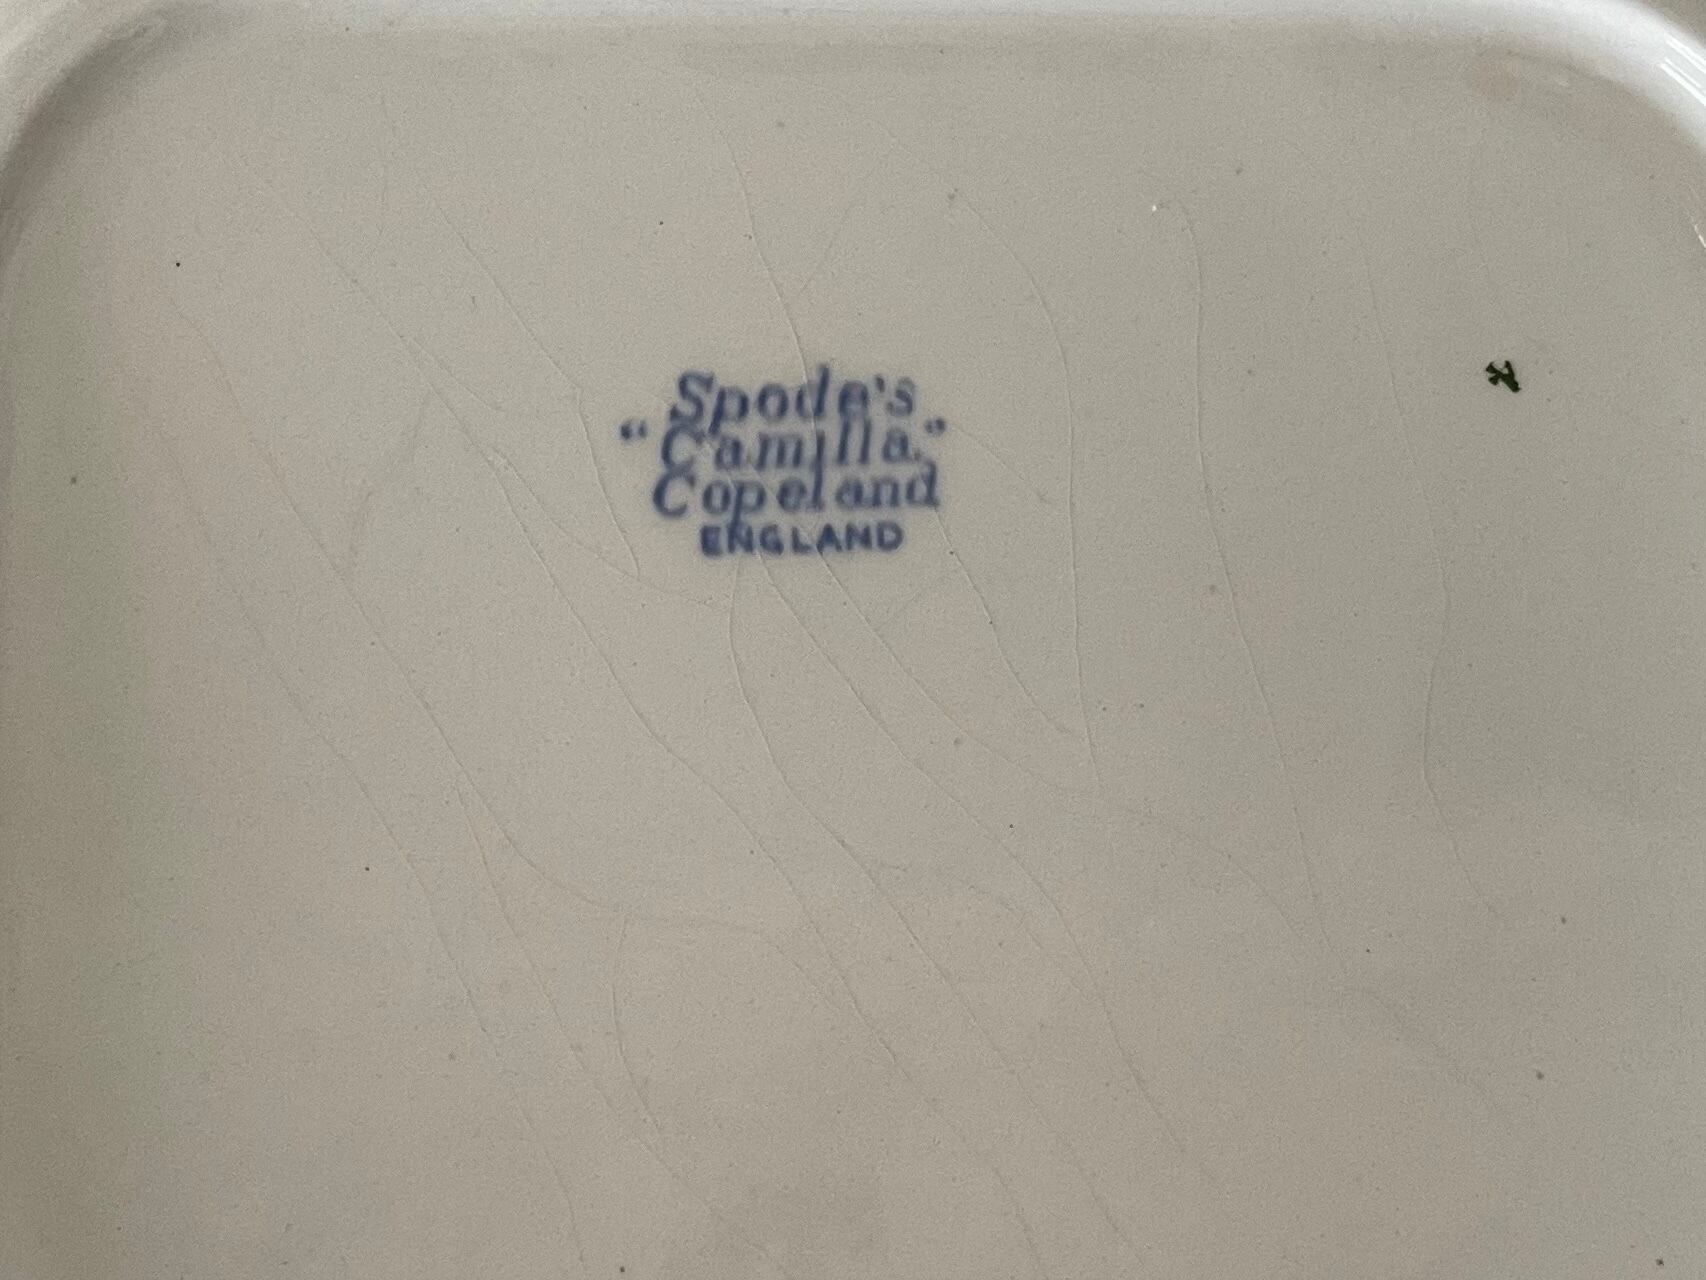 Spode's
"Camilla."
Copeland
ENGLAND